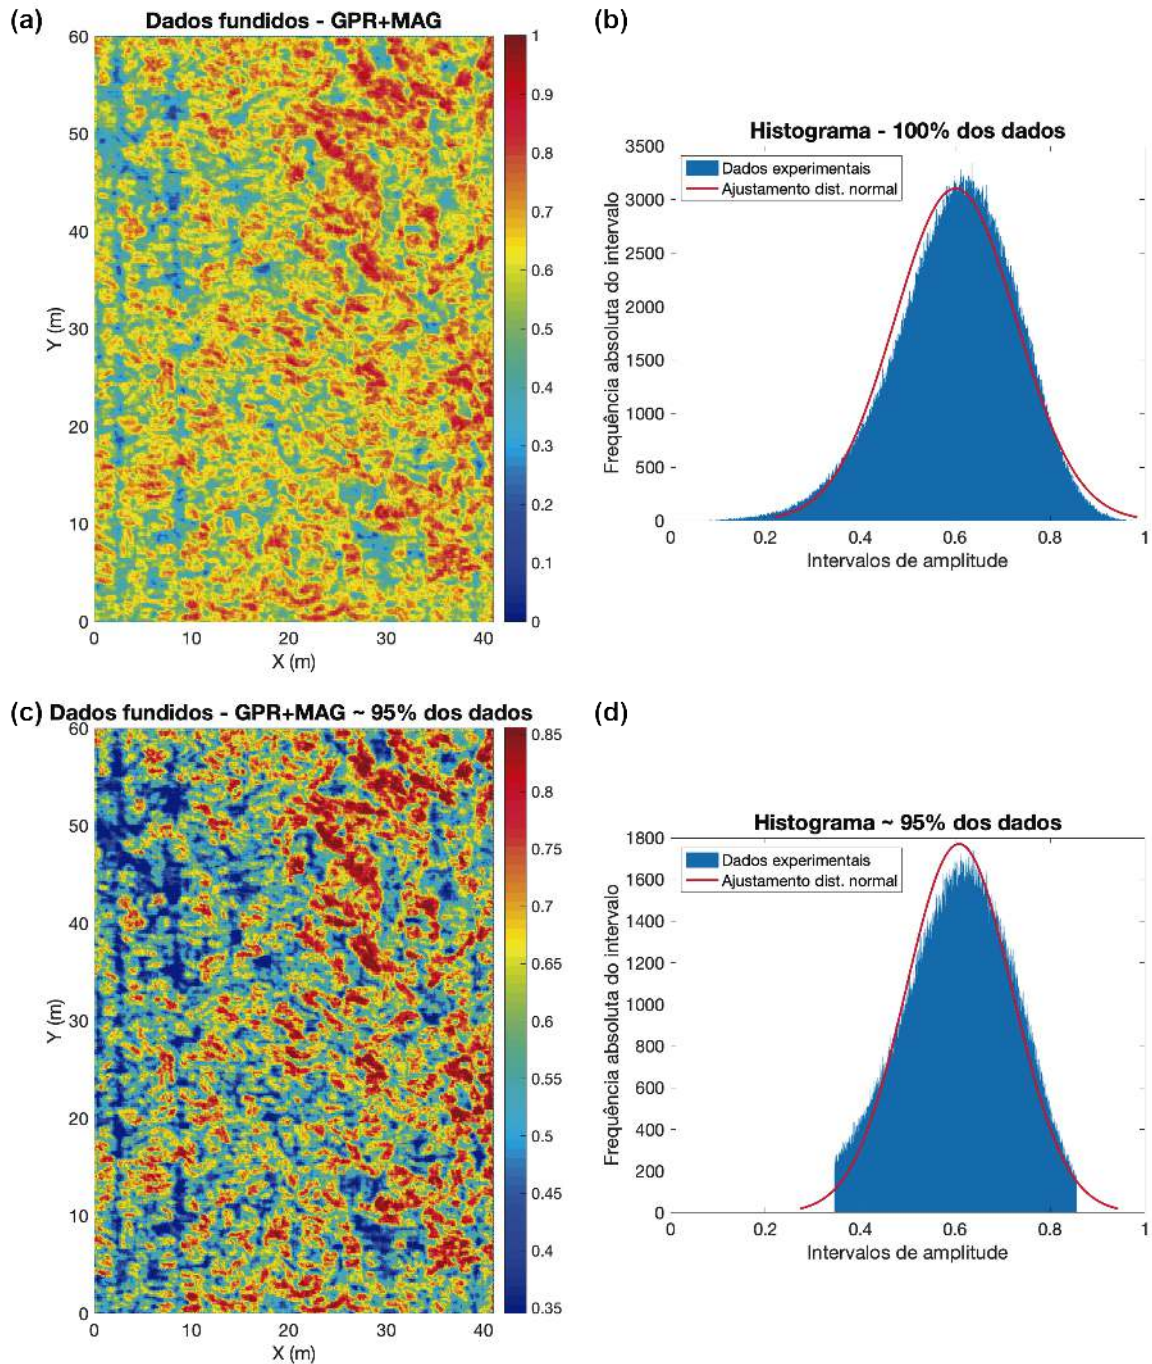 (a)
Dados fundidos - GPR+MAG
60
50
40
30
20
10
0
Y (m)
0 10 20 30 40
X (m)
1
0.9
0.8
0.7
0.6
0.5
0.4
0.3
0.2
0.1
0
(b)
Histograma - 100% dos dados
Dados experimentais
Ajustamento dist. normal
3500
3000
2500
2000
1500
1000
500
0
Frequência absoluta do intervalo
0 0.2 0.4 0.6 0.8 1
Intervalos de amplitude
(c) Dados fundidos - GPR+MAG ~ 95% dos dados
60
50
40
30
20
10
0
Y (m)
0 10 20 30 40
X (m)
0.85
0.8
0.75
0.7
0.65
0.6
0.55
0.5
0.45
0.4
0.35
(d)
Histograma ~ 95% dos dados
Dados experimentais
Ajustamento dist. normal
1800
1600
1400
1200
1000
800
600
400
200
0
Frequência absoluta do intervalo
0 0.2 0.4 0.6 0.8 1
Intervalos de amplitude